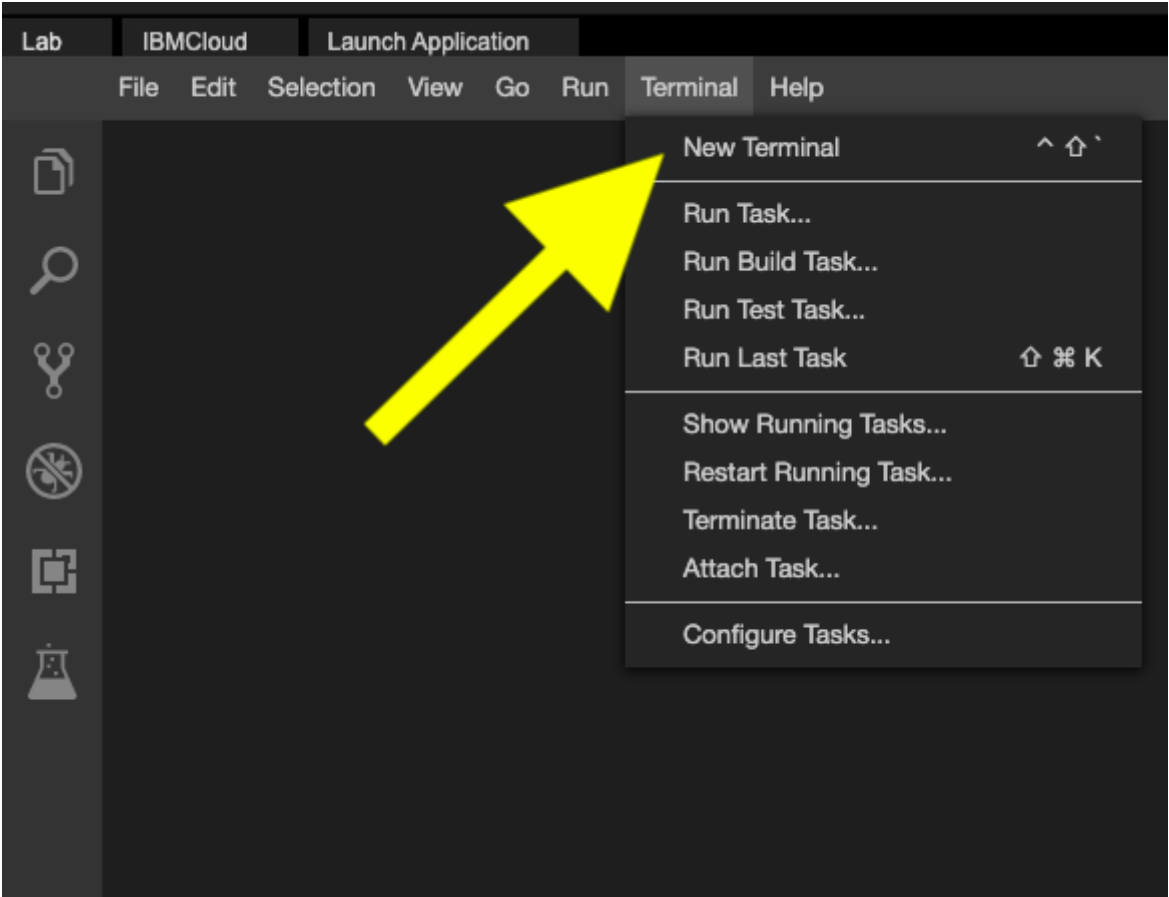 Lab IBMCloud Launch Application
File Edit Selection View Go Run Terminal Help
New Terminal ^ ⇧ `
Run Task...
Run Build Task...
Run Test Task...
Run Last Task ⇧ ⌘ K
Show Running Tasks...
Restart Running Task...
Terminate Task...
Attach Task...
Configure Tasks...